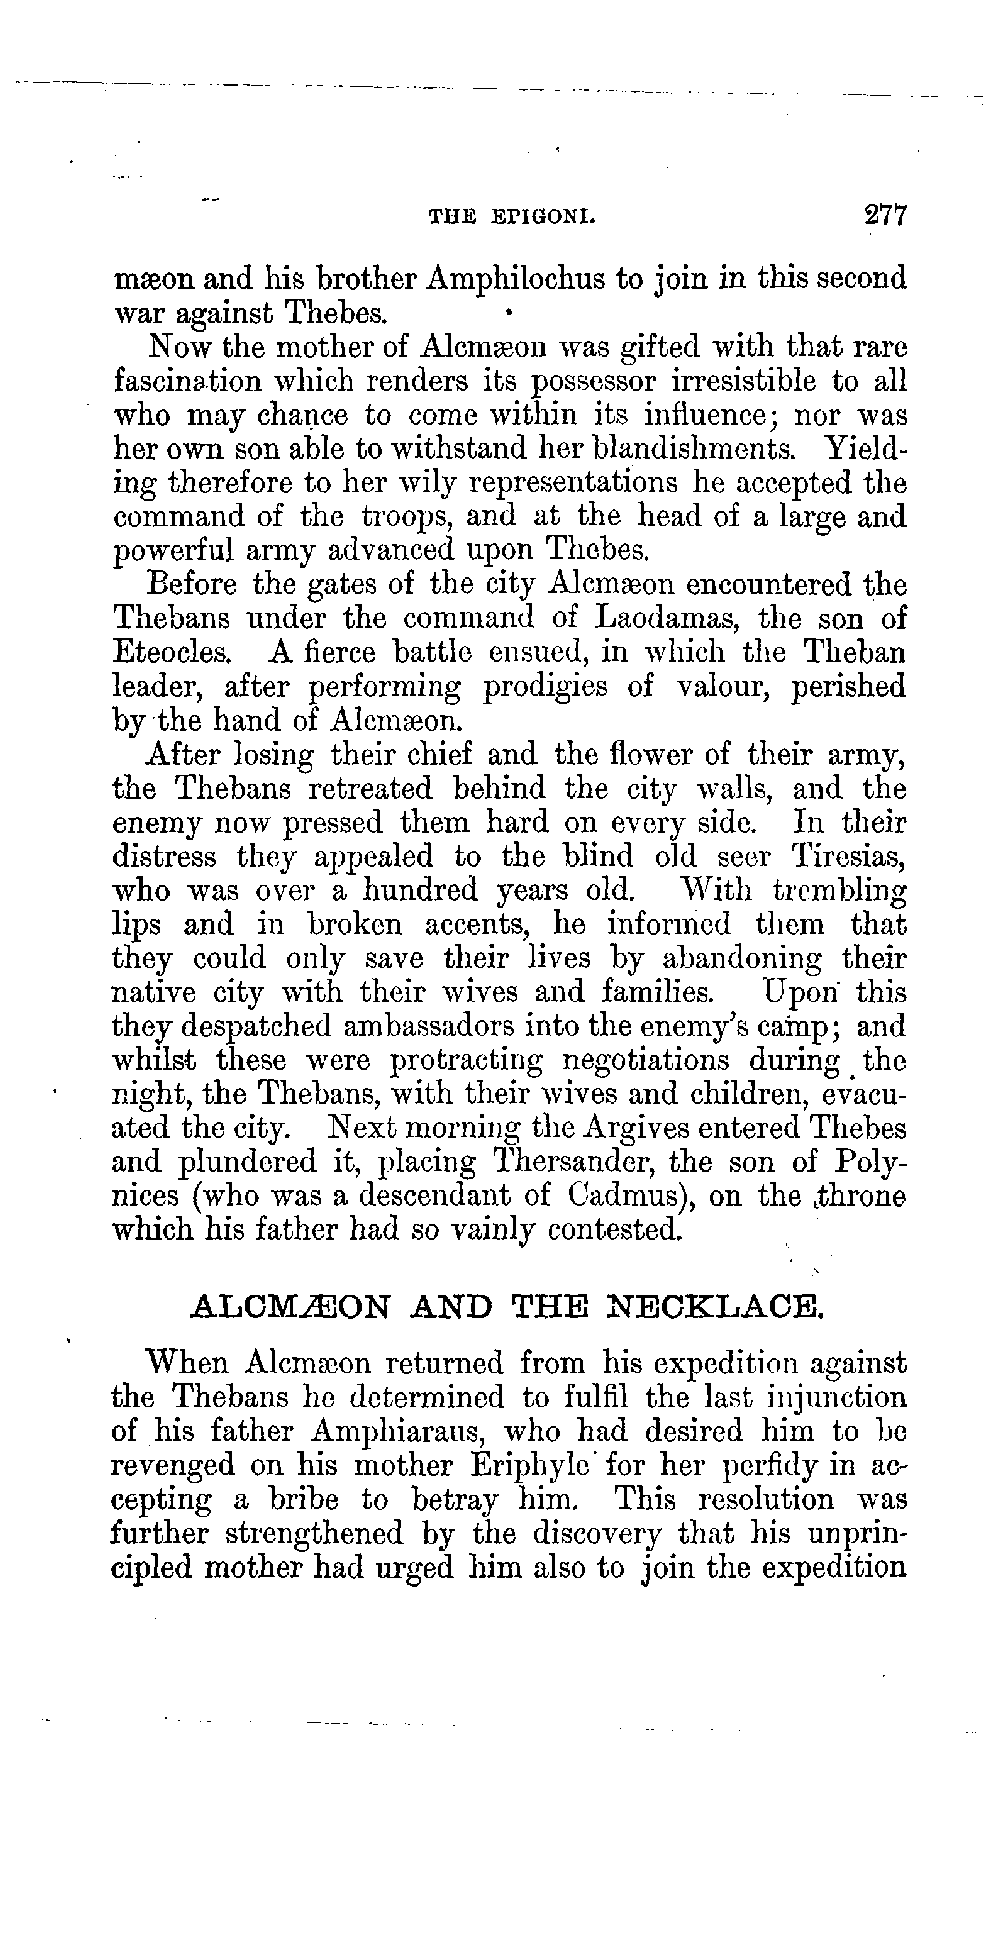 THE EPIGONI. 277
mæon and his brother Amphilochus to join in this second
war against Thebes.
Now the mother of Alcmæon was gifted with that rare
fascination which renders its possessor irresistible to all
who may chance to come within its influence; nor was
her own son able to withstand her blandishments. Yield-
ing therefore to her wily representations he accepted the
command of the troops, and at the head of a large and
powerful army advanced upon Thebes.
Before the gates of the city Alcmæon encountered the
Thebans under the command of Laodamas, the son of
Eteocles. A fierce battle ensued, in which the Theban
leader, after performing prodigies of valour, perished
by the hand of Alcmæon.
After losing their chief and the flower of their army,
the Thebans retreated behind the city walls, and the
enemy now pressed them hard on every side. In their
distress they appealed to the blind old seer Tiresias,
who was over a hundred years old. With trembling
lips and in broken accents, he informed them that
they could only save their lives by abandoning their
native city with their wives and families. Upon this
they despatched ambassadors into the enemy's camp; and
whilst these were protracting negotiations during the
night, the Thebans, with their wives and children, evacu-
ated the city. Next morning the Argives entered Thebes
and plundered it, placing Thersander, the son of Poly-
nices (who was a descendant of Cadmus), on the throne
which his father had so vainly contested.
ALCMÆON AND THE NECKLACE.
When Alcmæon returned from his expedition against
the Thebans he determined to fulfil the last injunction
of his father Amphiaraus, who had desired him to be
revenged on his mother Eriphyle for her perfidy in ac-
cepting a bribe to betray him. This resolution was
further strengthened by the discovery that his unprin-
cipled mother had urged him also to join the expedition